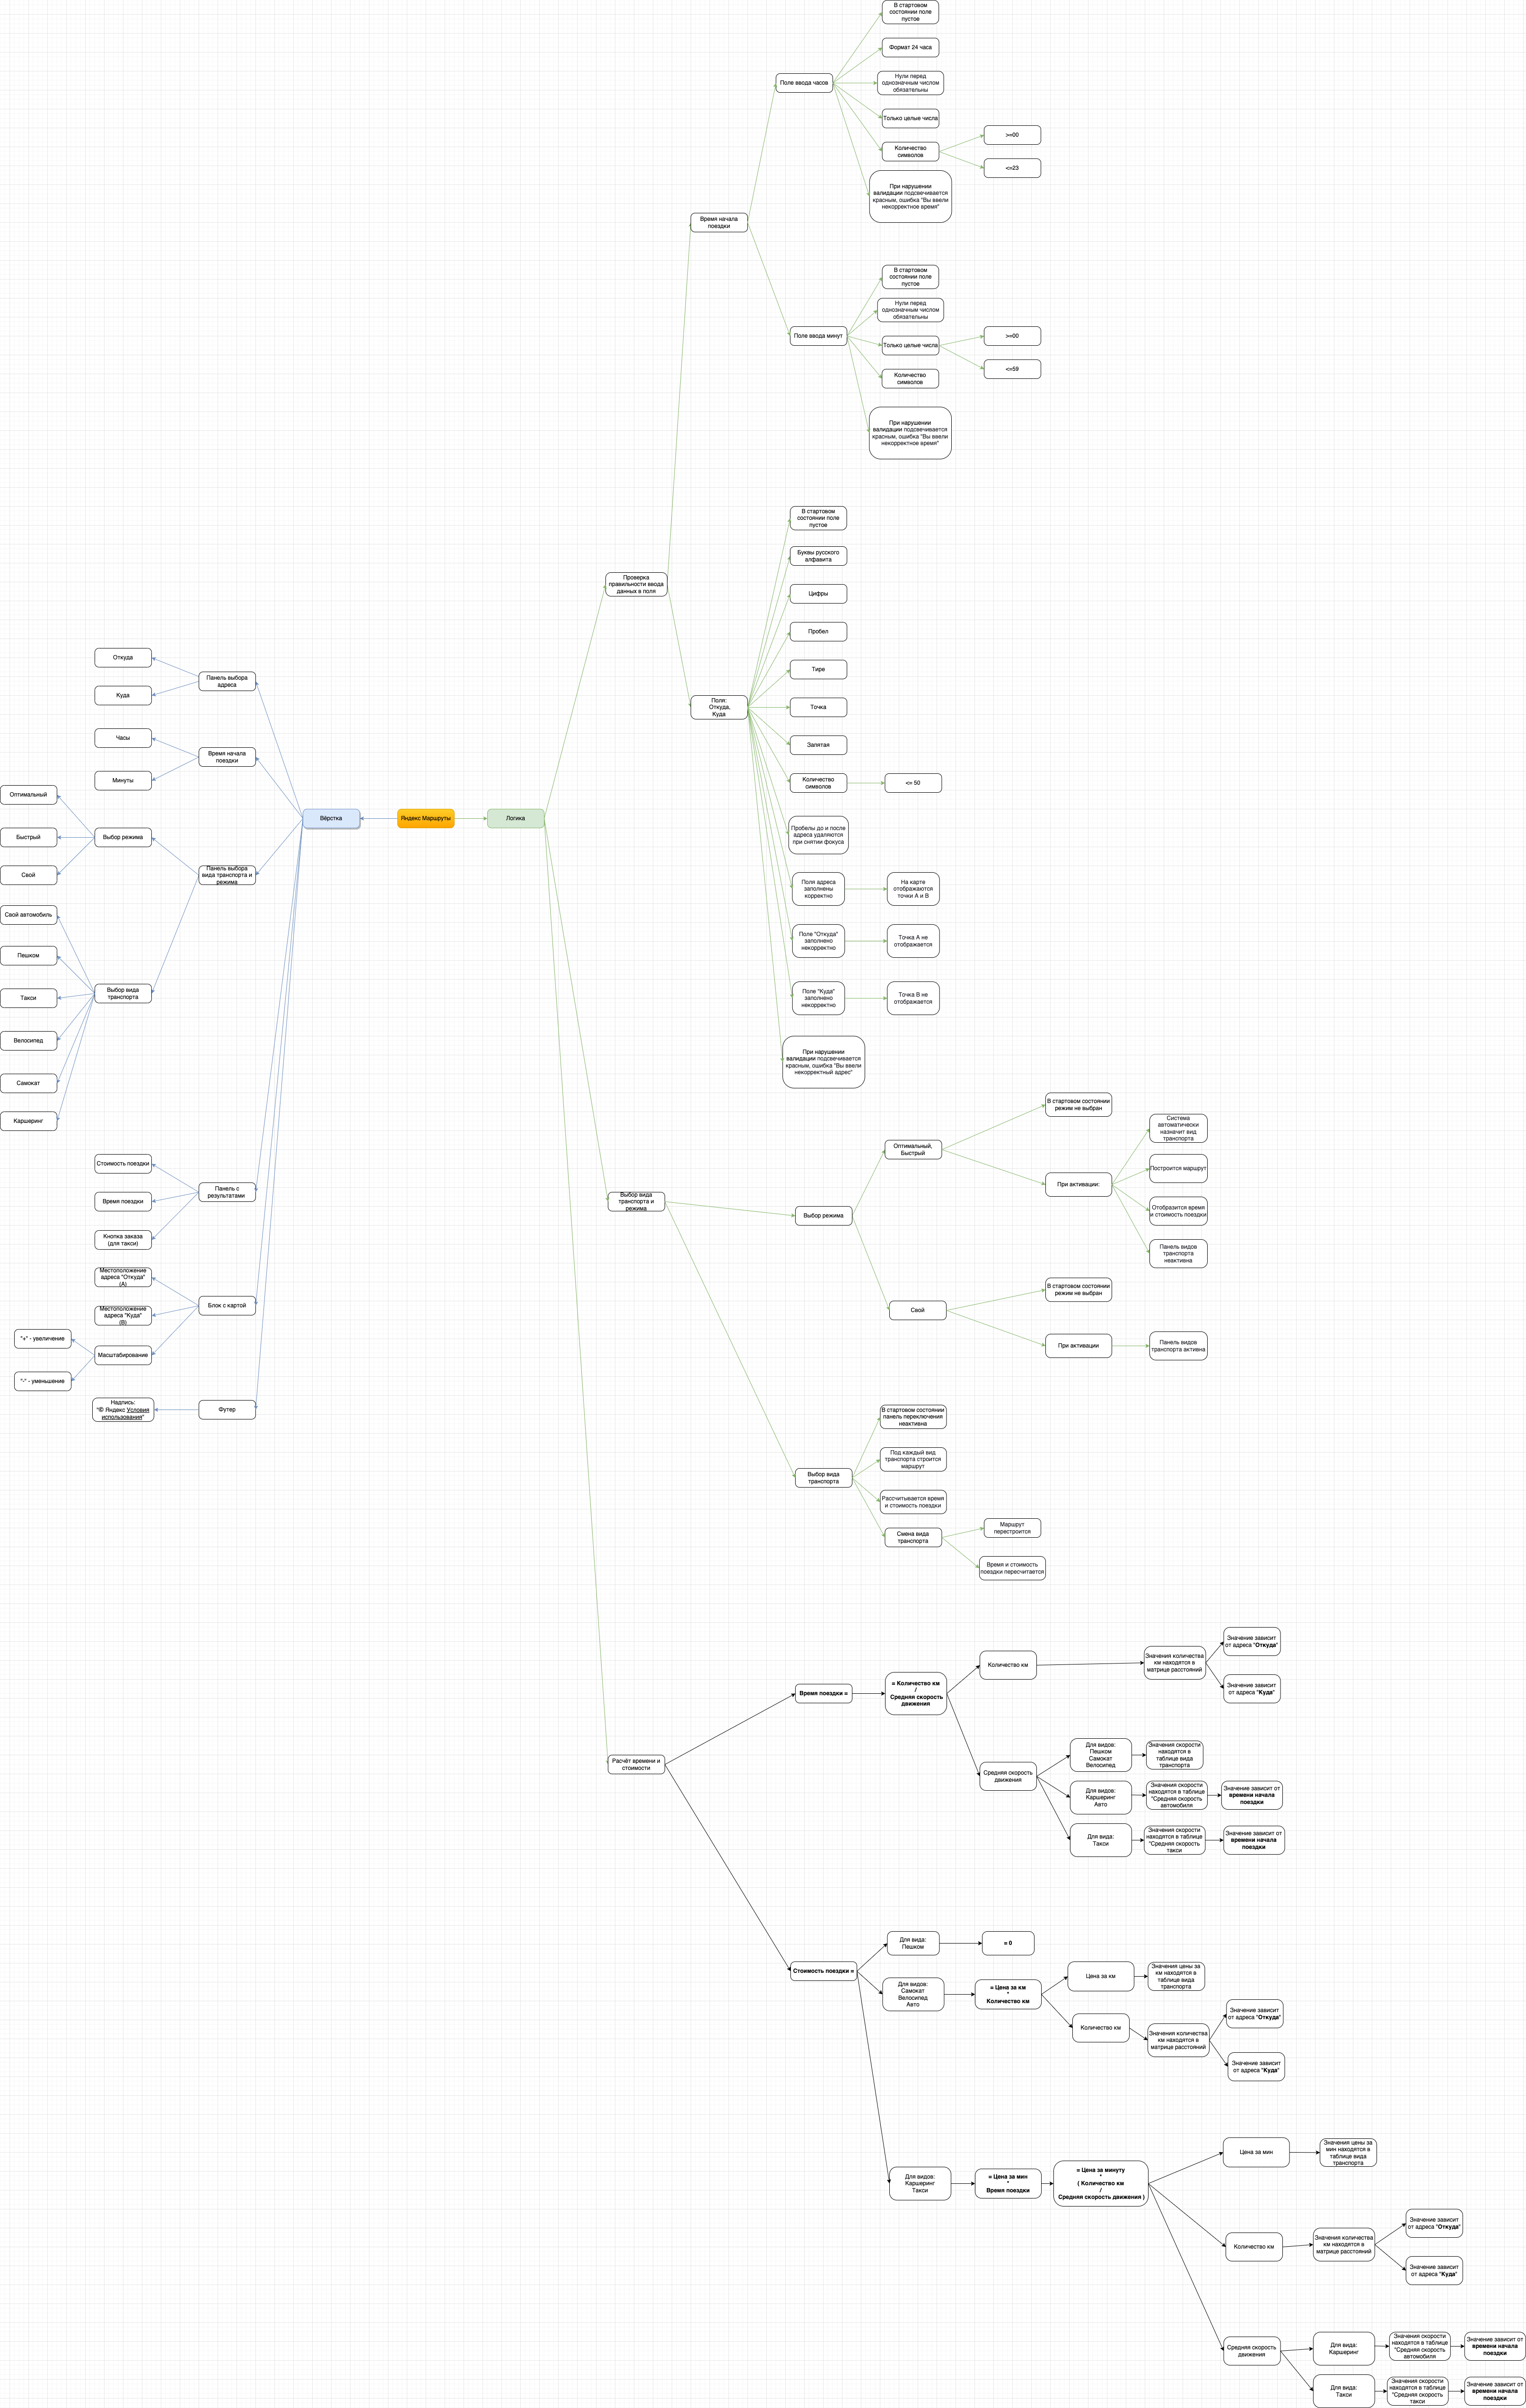 В стартовом
состоянии поле
пустое
Формат 24 часа
Поле ввода часов
Нули перед
однозначным числом
обязательны
Только целые числа
Количество
символов
>=00
<=23
При нарушении
валидации подсвечивается
красным, ошибка "Вы ввели
некорректное время"
Время начала
поездки
В стартовом
состоянии поле
пустое
Нули перед
однозначным числом
обязательны
Поле ввода минут
Только целые числа
>=00
<=59
Количество
символов
При нарушении
валидации подсвечивается
красным, ошибка "Вы ввели
некорректное время"
Проверка
правильности ввода
данных в поля
В стартовом
состоянии поле
пустое
Буквы русского
алфавита
Цифры
Пробел
Тире
Поля:
Откуда,
Куда
Точка
Запятая
Количество
символов
<= 50
Пробелы до и после
адреса удаляются
при снятии фокуса
Поля адреса
заполнены
корректно
На карте
отображаются
точки А и В
Поле "Откуда"
заполнено
некорректно
Точка А не
отображается
Поле "Куда"
заполнено
некорректно
Точка В не
отображается
При нарушении
валидации подсвечивается
красным, ошибка "Вы ввели
некорректный адрес"
Откуда
Панель выбора
адреса
Куда
Часы
Время начала
поездки
Минуты
Оптимальный
Быстрый
Выбор режима
Свой
Панель выбора
вида транспорта и
режима
Вёрстка
Яндекс Маршруты
Логика
Свой автомобиль
Пешком
Такси
Выбор вида
транспорта
Велосипед
Самокат
Каршеринг
Стоимость поездки
Время поездки
Панель с
результатами
Кнопка заказа
(для такси)
Местоположение
адреса "Откуда"
(А)
Местоположение
адреса "Куда"
(В)
Блок с картой
"+" - увеличение
Масштабирование
"-" - уменьшение
Надпись:
"© Яндекс Условия
использования"
Футер
Выбор вида
транспорта и
режима
Выбор режима
Оптимальный,
Быстрый
В стартовом состоянии
режим не выбран
При активации:
Система
автоматически
назначит вид
транспорта
Построится маршрут
Отобразится время
и стоимость поездки
Панель видов
транспорта
неактивна
Свой
В стартовом состоянии
режим не выбран
При активации
Панель видов
транспорта активна
Выбор вида
транспорта
В стартовом состоянии
панель переключения
неактивна
Под каждый вид
транспорта строится
маршрут
Рассчитывается время
и стоимость поездки
Смена вида
транспорта
Маршрут
перестроится
Время и стоимость
поездки пересчитается
Расчёт времени и
стоимости
Время поездки =
= Количество км
/
Средняя скорость
движения
Количество км
Значения количества
км находятся в
матрице расстояний
Значение зависит
от адреса "Откуда"
Значение зависит
от адреса "Куда"
Средняя скорость
движения
Для видов:
Пешком
Самокат
Велосипед
Значения скорости
находятся в
таблице вида
транспорта
Для видов:
Каршеринг
Авто
Значения скорости
находятся в таблице
"Средняя скорость
автомобиля
Значение зависит от
времени начала
поездки
Для вида:
Такси
Значения скорости
находятся в таблице
"Средняя скорость
такси
Значение зависит от
времени начала
поездки
Стоимость поездки =
Для вида:
Пешком
= 0
Для видов:
Самокат
Велосипед
Авто
= Цена за км
*
Количество км
Цена за км
Значения цены за
км находятся в
таблице вида
транспорта
Количество км
Значения количества
км находятся в
матрице расстояний
Значение зависит
от адреса "Откуда"
Значение зависит
от адреса "Куда"
Для видов:
Каршеринг
Такси
= Цена за мин
*
Время поездки
= Цена за минуту
*
( Количество км
/
Средняя скорость движения )
Цена за мин
Значения цены за
мин находятся в
таблице вида
транспорта
Количество км
Значения количества
км находятся в
матрице расстояний
Значение зависит
от адреса "Откуда"
Значение зависит
от адреса "Куда"
Средняя скорость
движения
Для вида:
Каршеринг
Значения скорости
находятся в таблице
"Средняя скорость
автомобиля
Значение зависит от
времени начала
поездки
Для вида:
Такси
Значения скорости
находятся в таблице
"Средняя скорость
такси
Значение зависит от
времени начала
поездки